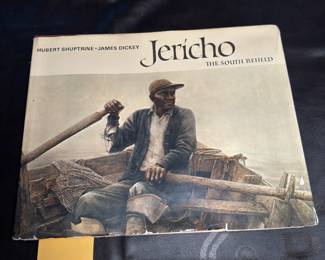 HUBERT SHUPTRINE-JAMES DICKEY
Jericho
THE SOUTH BEHELD